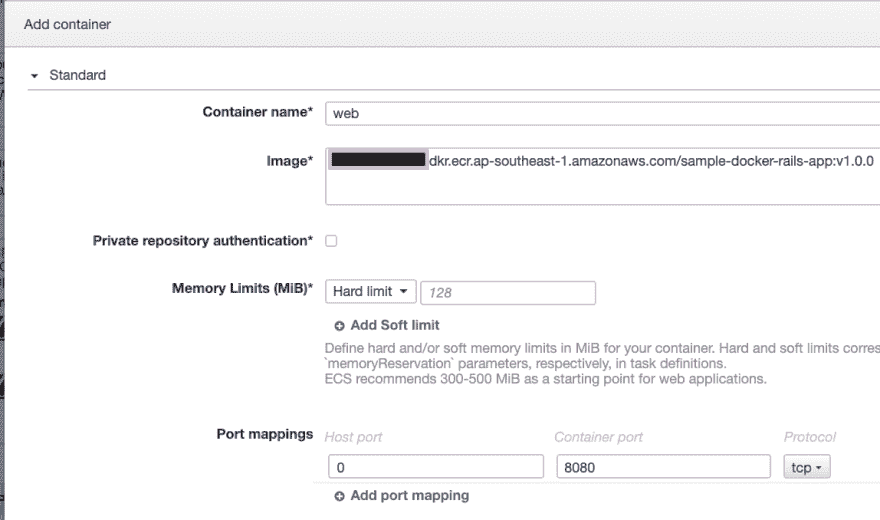 Add container
Standard
Container name*
web
Image*
dkr.ecr.ap-southeast-1.amazonaws.com/sample-docker-rails-app:v1.0.0
Private repository authentication*
Memory Limits (MiB)*
Hard limit
128
Add Soft limit
Define hard and/or soft memory limits in MiB for your container. Hard and soft limits corres
`memoryReservation` parameters, respectively, in task definitions.
ECS recommends 300-500 MiB as a starting point for web applications.
Port mappings
Host port
Container port
Protocol
0
8080
tcp
Add port mapping